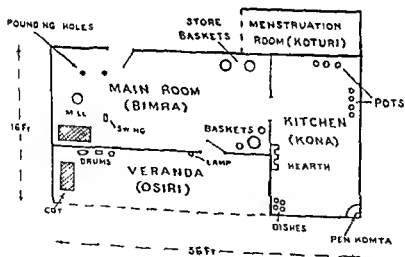 STORE
BASKETS
MENSTRUATION
ROOM (KOTURI)
POUNDING HOLES
MAIN ROOM
(BIMRA)
MILL
SWING
POTS
KITCHEN
(KONA)
16Ft
BASKETS
HEARTH
DRUMS
LAMP
VERANDA
(OSIRI)
COT
DISHES
PEN KOMTA
56Ft